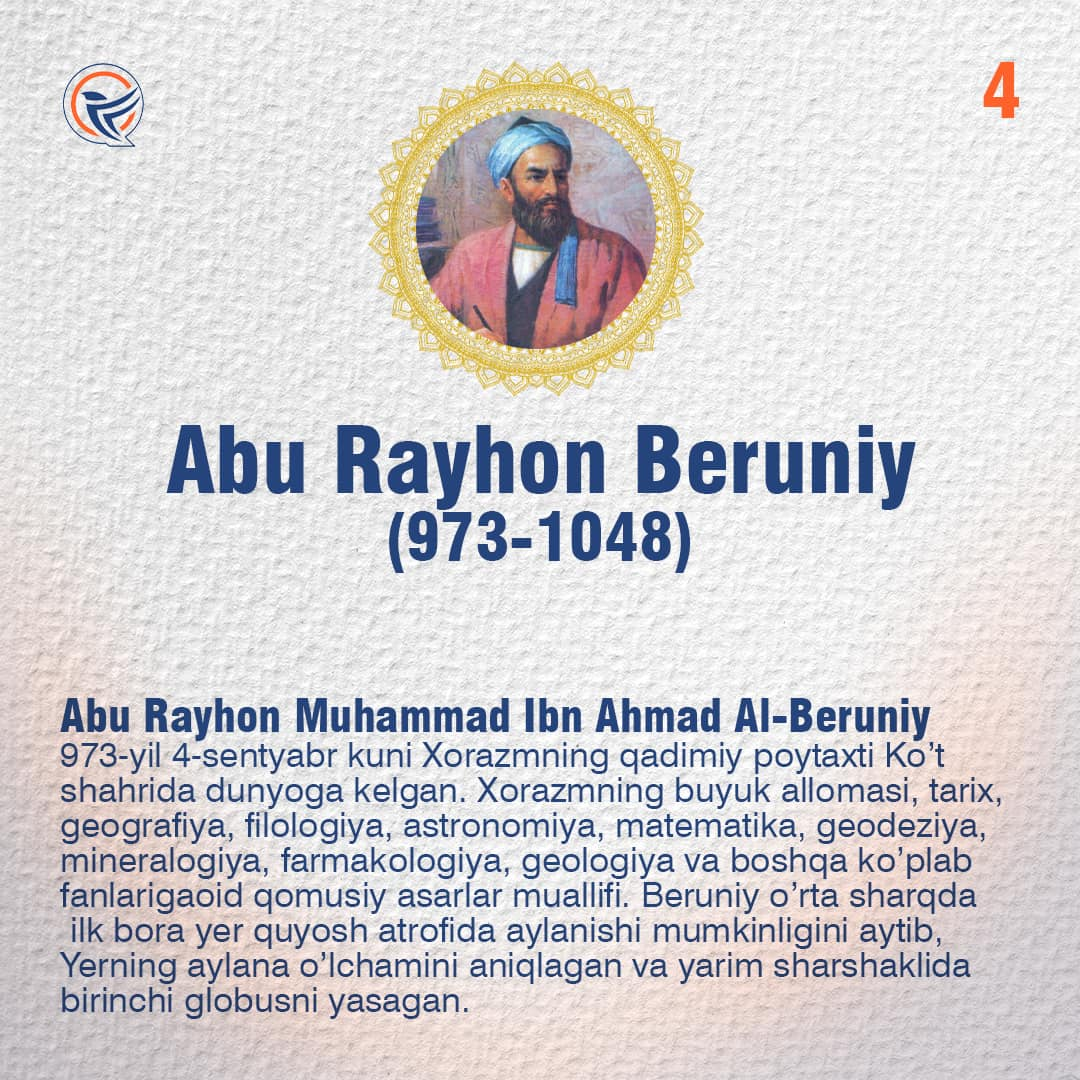 4
Abu Rayhon Beruniy
(973-1048)
Abu Rayhon Muhammad Ibn Ahmad Al-Beruniy
973-yil 4-sentyabr kuni Xorazmning qadimiy poytaxti Ko’t
shahrida dunyoga kelgan. Xorazmning buyuk allomasi, tarix,
geografiya, filologiya, astronomiya, matematika, geodeziya,
mineralogiya, farmakologiya, geologiya va boshqa ko’plab
fanlarigaoid qomusiy asarlar muallifi. Beruniy o’rta sharqda
ilk bora yer quyosh atrofida aylanishi mumkinligini aytib,
Yerning aylana o’lchamini aniqlagan va yarim sharshaklida
birinchi globusni yasagan.